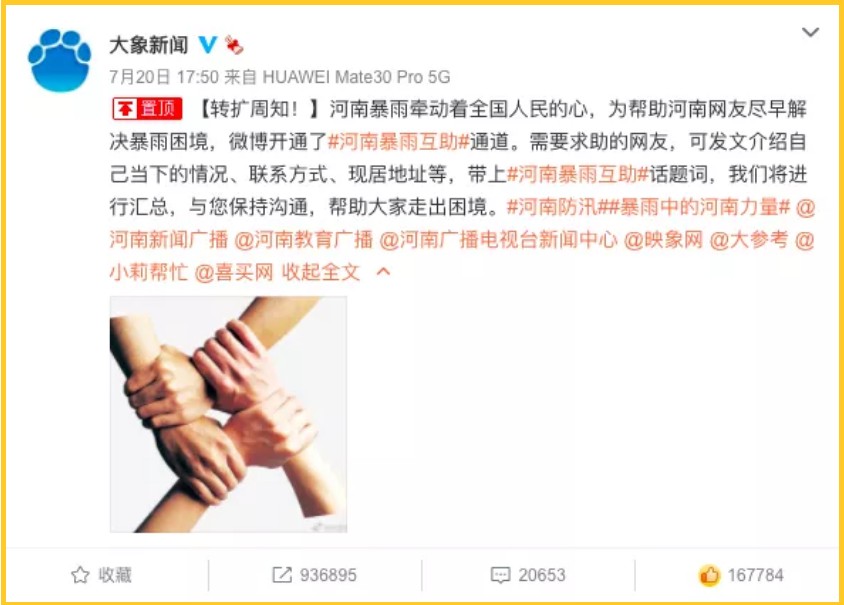 大象新闻
7月20日 17:50 来自 HUAWEI Mate30 Pro 5G
置顶 【转扩周知！】河南暴雨牵动着全国人民的心，为帮助河南网友尽早解
决暴雨困境，微博开通了#河南暴雨互助#通道。需要求助的网友，可发文介绍自
己当下的情况、联系方式、现居地址等，带上#河南暴雨互助#话题词，我们将进
行汇总，与您保持沟通，帮助大家走出困境。#河南防汛##暴雨中的河南力量# @
河南新闻广播 @河南教育广播 @河南广播电视台新闻中心 @映象网 @大参考 @
小莉帮忙 @喜买网 收起全文
收藏 936895 20653 167784